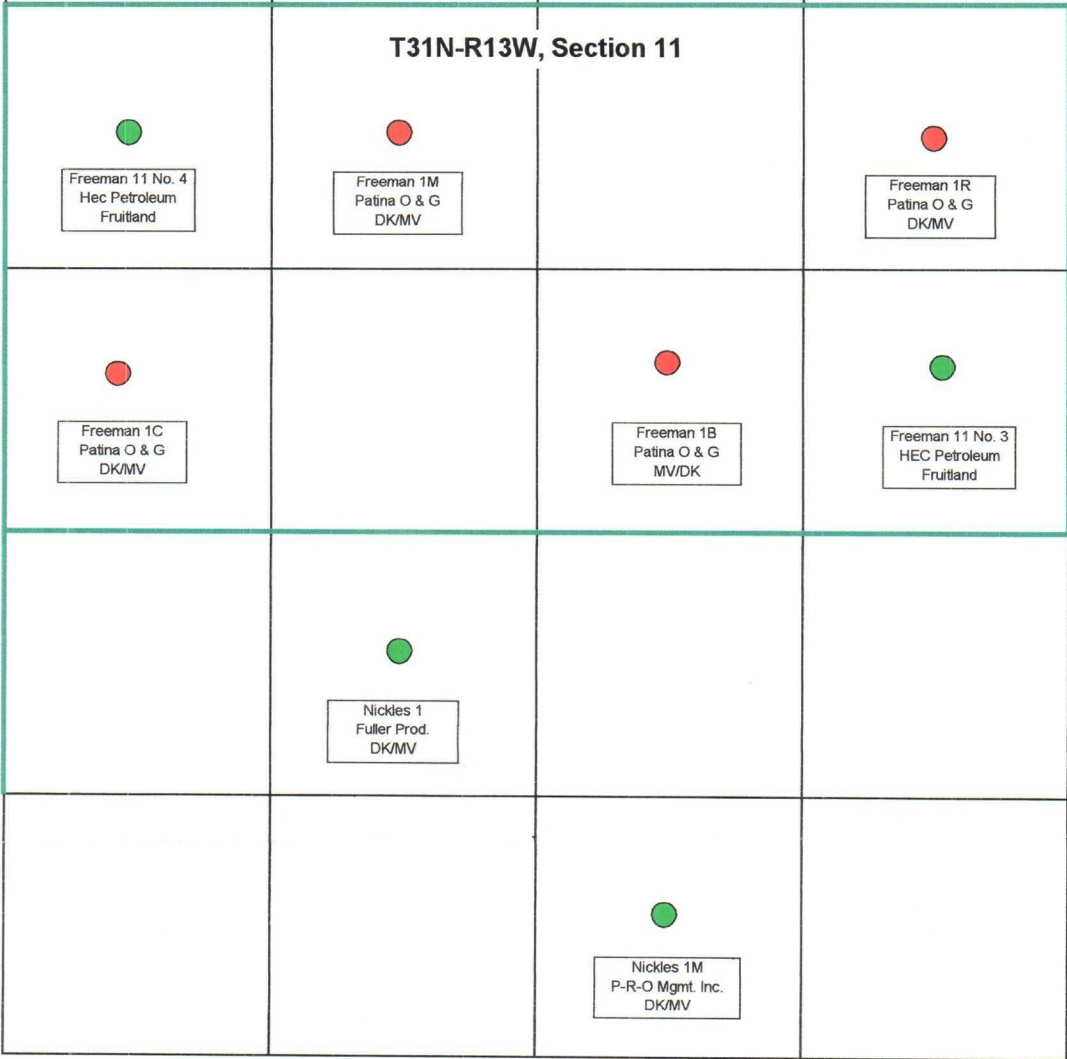 T31N-R13W, Section 11
Freeman 11 No. 4
Hec Petroleum
Fruitland
Freeman 1M
Patina O & G
DK/MV
Freeman 1R
Patina O & G
DK/MV
Freeman 1C
Patina O & G
DK/MV
Freeman 1B
Patina O & G
MV/DK
Freeman 11 No. 3
HEC Petroleum
Fruitland
Nickles 1
Fuller Prod.
DK/MV
Nickles 1M
P-R-O Mgmt. Inc.
DK/MV